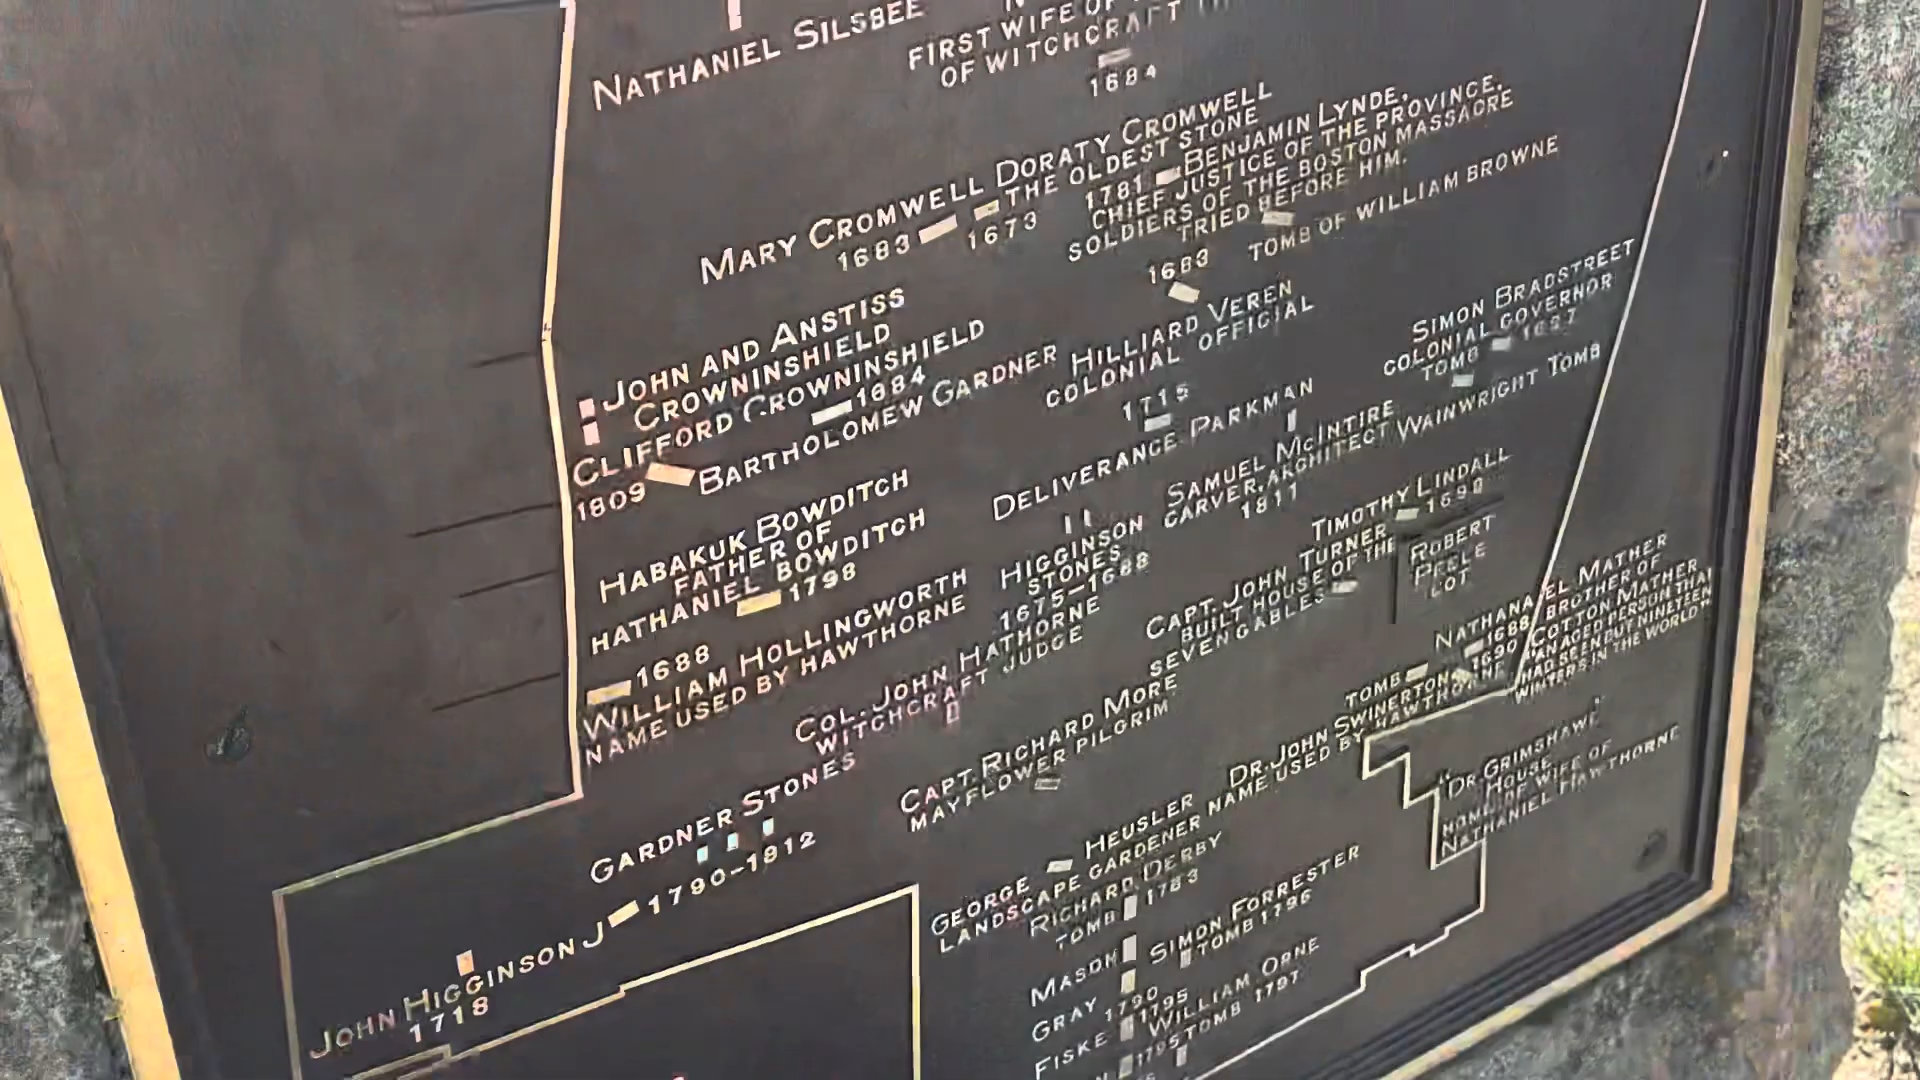 NATHANIEL SILSBEE
FIRST WIFE OF
OF WITCHCRAFT
1684
MARY CROMWELL
1683
DORATY CROMWELL
THE OLDEST STONE
1673
1781 BENJAMIN LYNDE,
CHIEF JUSTICE OF THE PROVINCE.
SOLDIERS OF THE BOSTON MASSACRE
TRIED BEFORE HIM.
TOMB OF WILLIAM BROWNE
1683
HILLIARD VEREN
COLONIAL OFFICIAL
SIMON BRADSTREET
COLONIAL GOVERNOR
TOMB 1697
JOHN AND ANSTISS
CROWNINSHIELD
CLIFFORD CROWNINSHIELD
1809
1684
BARTHOLOMEW GARDNER
1715
DELIVERANCE PARKMAN
WAINWRIGHT TOMB
SAMUEL MCINTIRE
CARVER, ARCHITECT
1811
HABAKUK BOWDITCH
FATHER OF
NATHANIEL BOWDITCH
1798
HIGGINSON
STONES
1675-1688
TIMOTHY LINDALL
1699
ROBERT
PEELE
LOT
CAPT. JOHN TURNER
BUILT HOUSE OF THE
SEVEN GABLES
1688
WILLIAM HOLLINGWORTH
NAME USED BY HAWTHORNE
COL. JOHN HATHORNE
WITCHCRAFT JUDGE
NATHANAEL MATHER
1688 BROTHER OF
COTTON MATHER
"AN AGED PERSON THAT
HAD SEEN BUT NINETEEN
WINTERS IN THE WORLD"
TOMB 1690
DR. JOHN SWINERTON
NAME USED BY HAWTHORNE
CAPT. RICHARD MORE
MAYFLOWER PILGRIM
"DR. GRIMSHAWE"
HOUSE
HOME OF WIFE OF
NATHANIEL HAWTHORNE
GARDNER STONES
1790-1812
GEORGE HEUSLER
LANDSCAPE GARDENER
RICHARD DERBY
TOMB 1783
JOHN HIGGINSON J
1718
MASON
SIMON FORRESTER
TOMB 1796
GRAY 1790
1795
FISKE
WILLIAM ORNE
1795 TOMB 1797